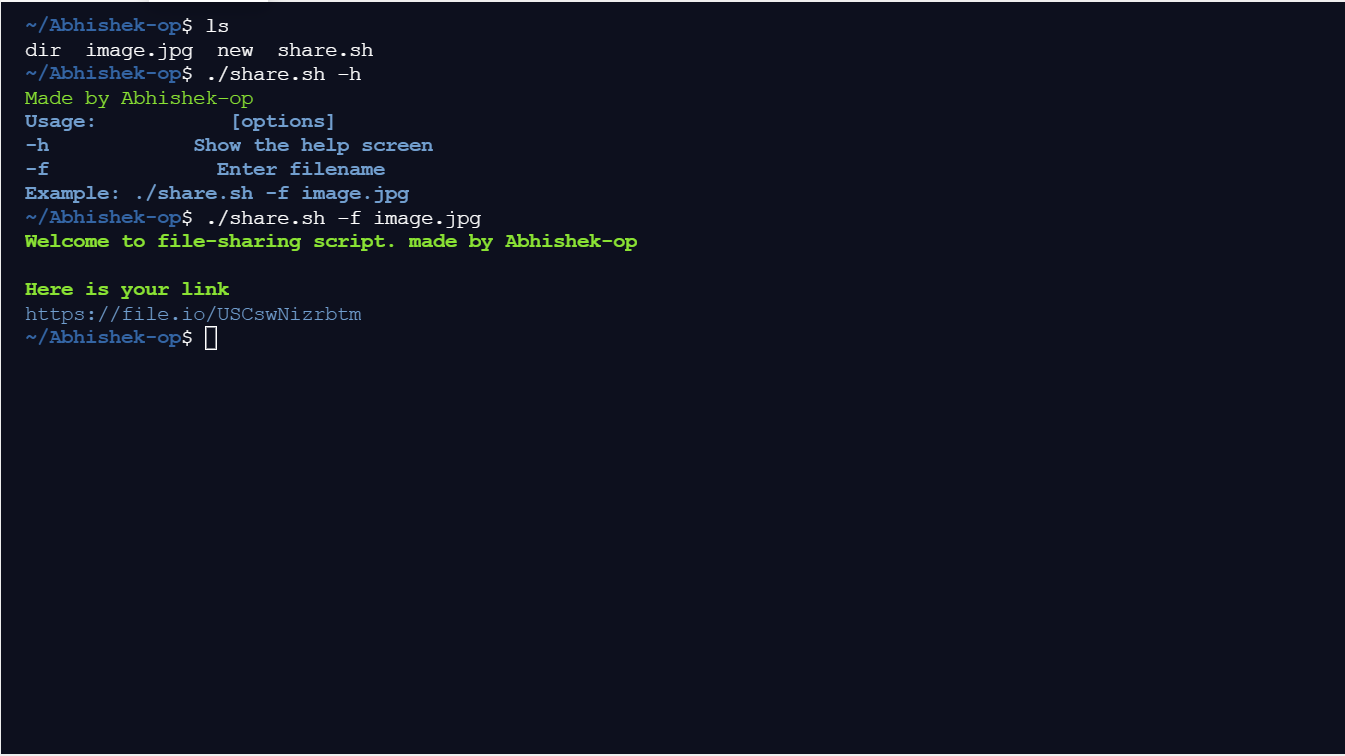 ~/Abhishek-op$ ls
dir  image.jpg  new  share.sh
~/Abhishek-op$ ./share.sh -h
Made by Abhishek-op
Usage:           [options]
-h            Show the help screen
-f              Enter filename
Example: ./share.sh -f image.jpg
~/Abhishek-op$ ./share.sh -f image.jpg
Welcome to file-sharing script. made by Abhishek-op
Here is your link
https://file.io/USCswNizrbtm
~/Abhishek-op$